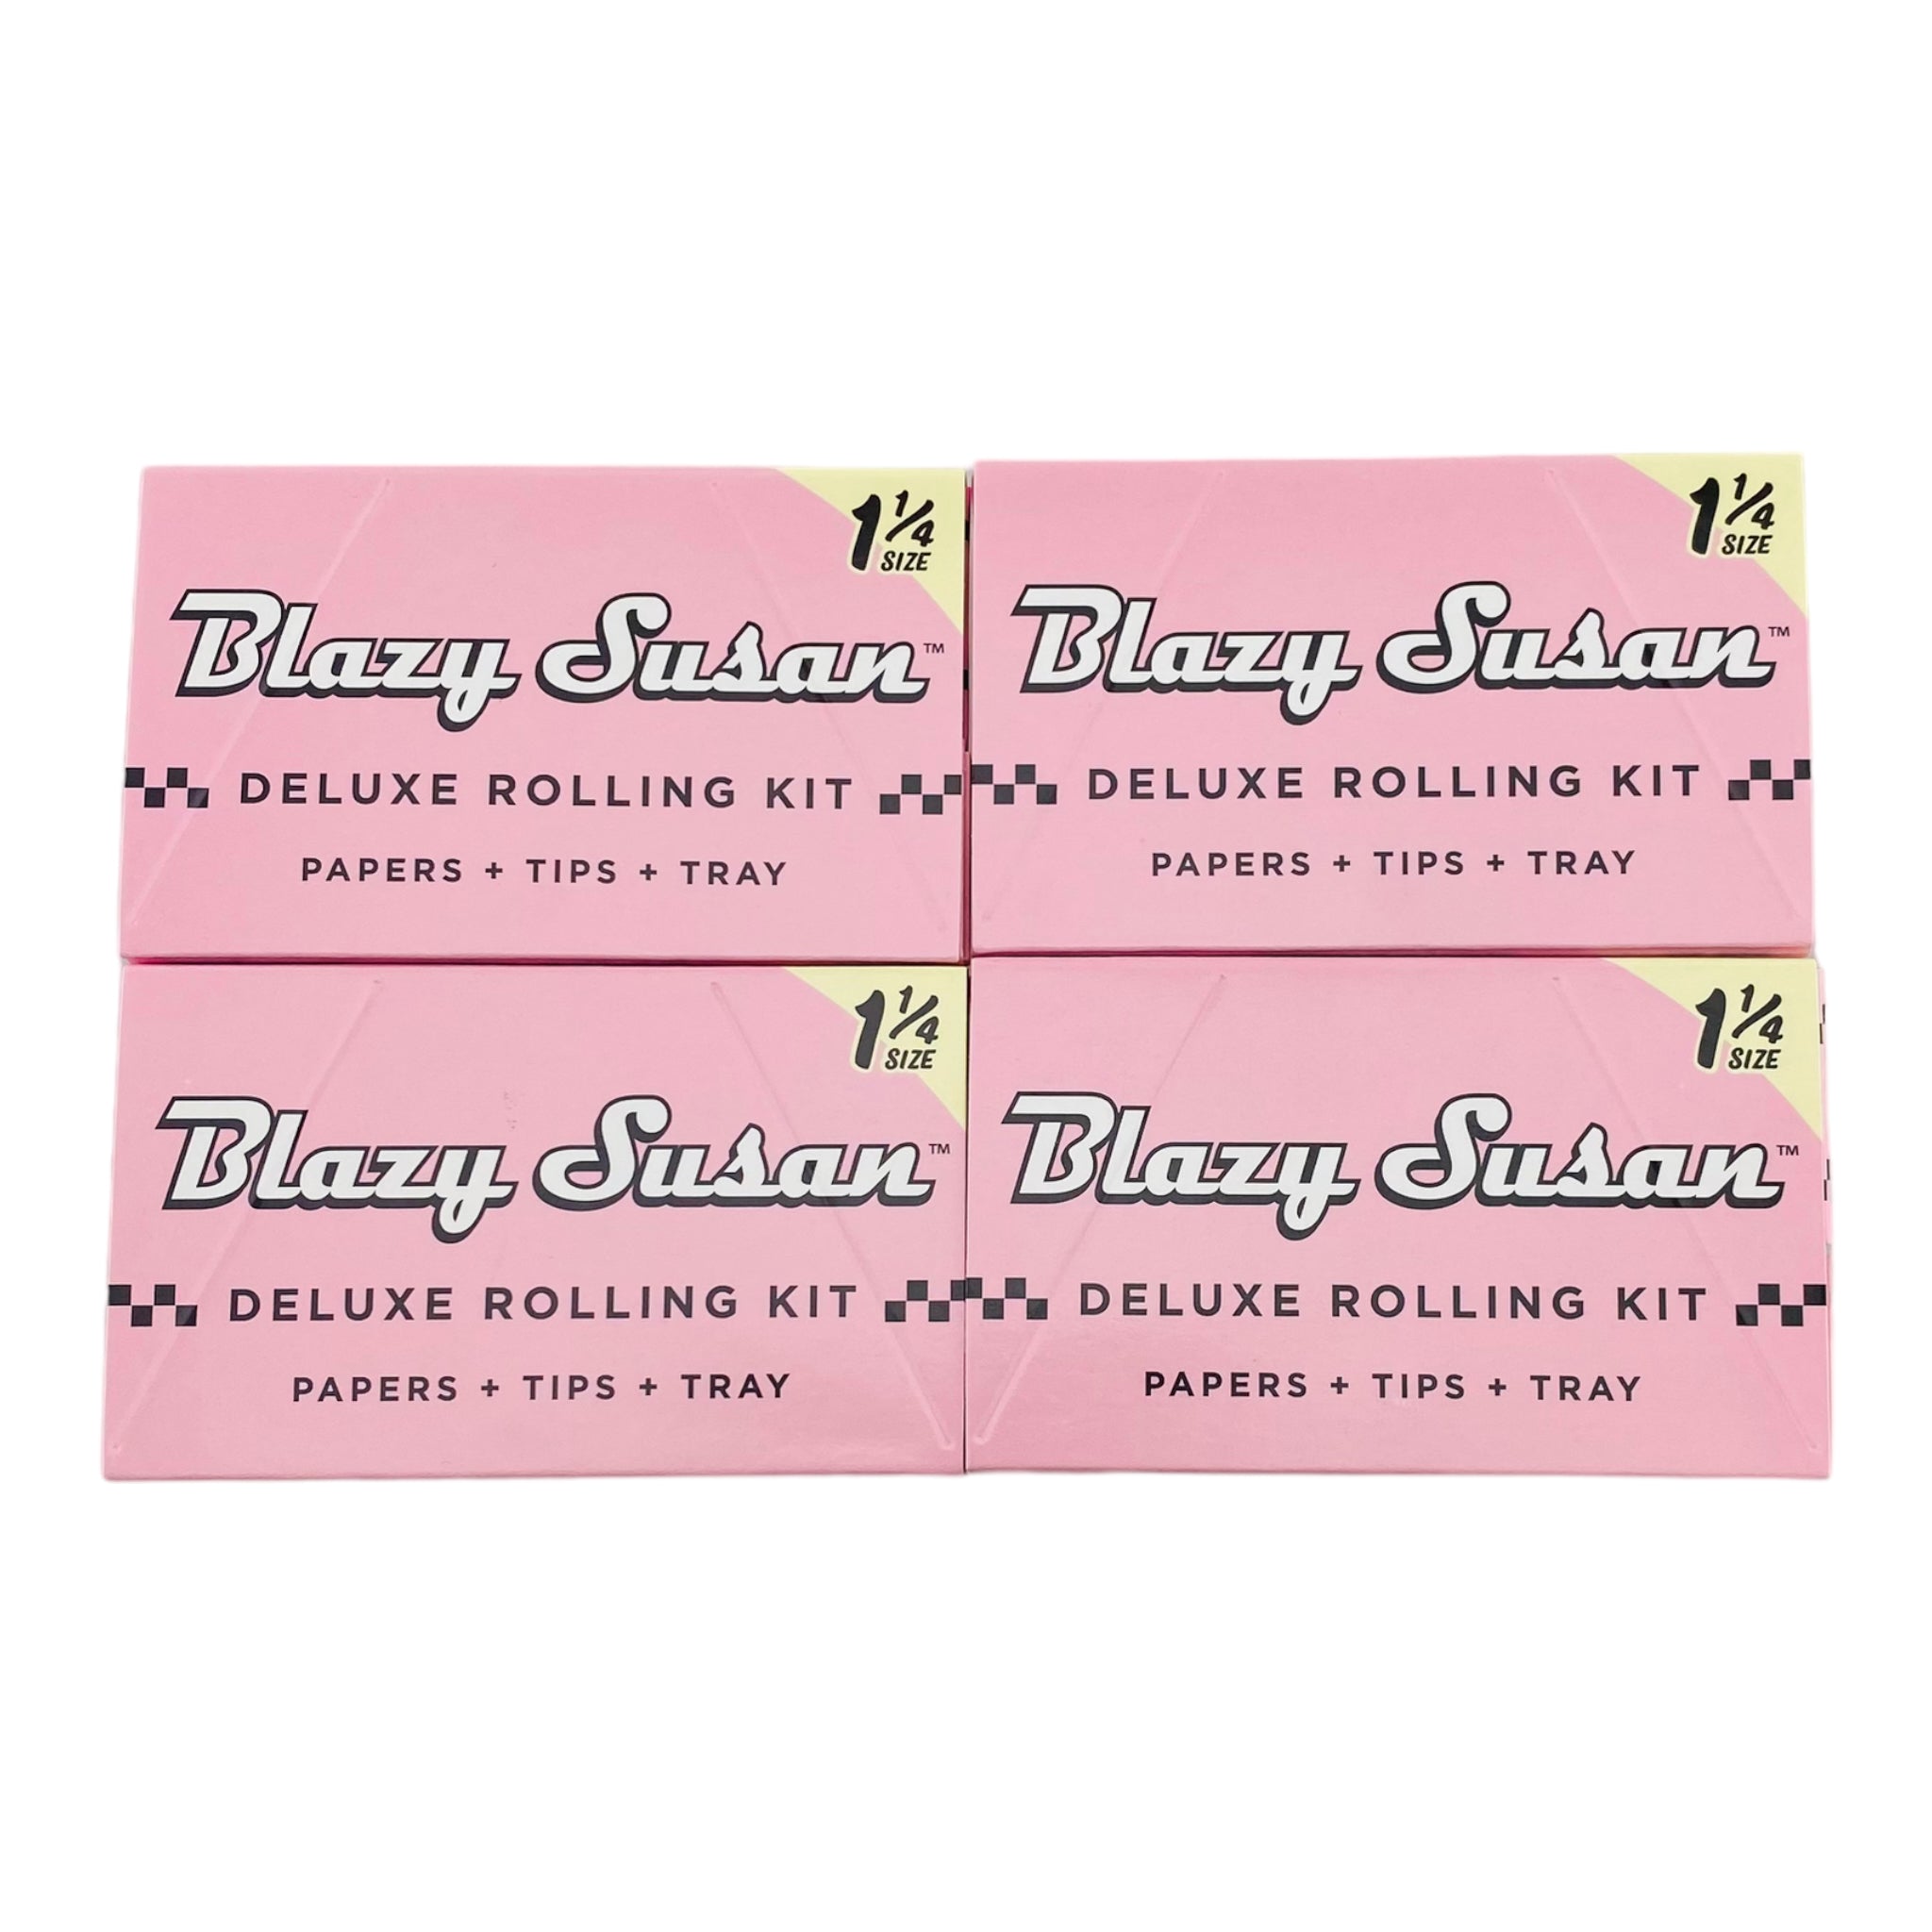 1 1/4
SIZE
Blazy Susan™
DELUXE ROLLING KIT
PAPERS + TIPS + TRAY
1 1/4
SIZE
Blazy Susan™
DELUXE ROLLING KIT
PAPERS + TIPS + TRAY
1 1/4
SIZE
Blazy Susan™
DELUXE ROLLING KIT
PAPERS + TIPS + TRAY
1 1/4
SIZE
Blazy Susan™
DELUXE ROLLING KIT
PAPERS + TIPS + TRAY